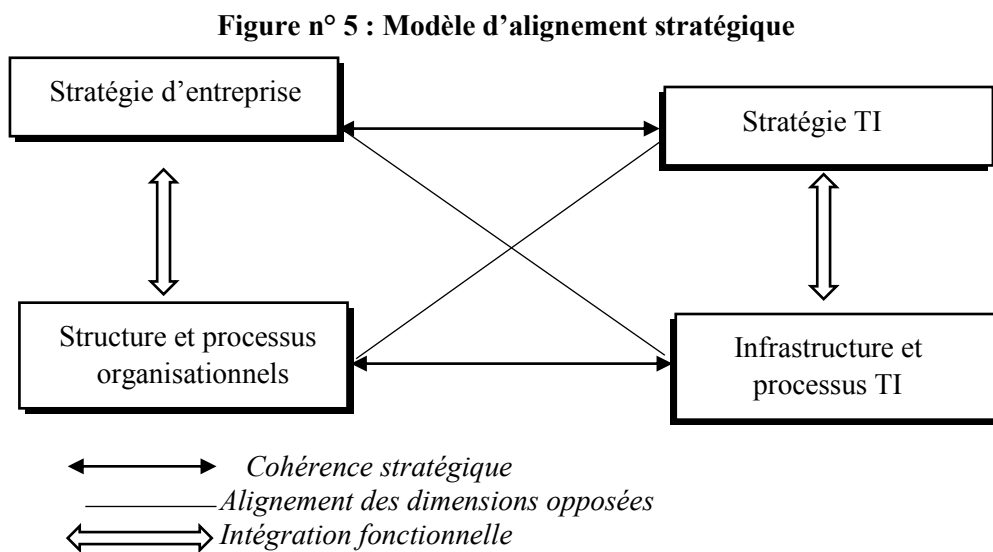 Figure n° 5 : Modèle d’alignement stratégique
Stratégie d’entreprise
Stratégie TI
Structure et processus
organisationnels
Infrastructure et
processus TI
Cohérence stratégique
Alignement des dimensions opposées
Intégration fonctionnelle